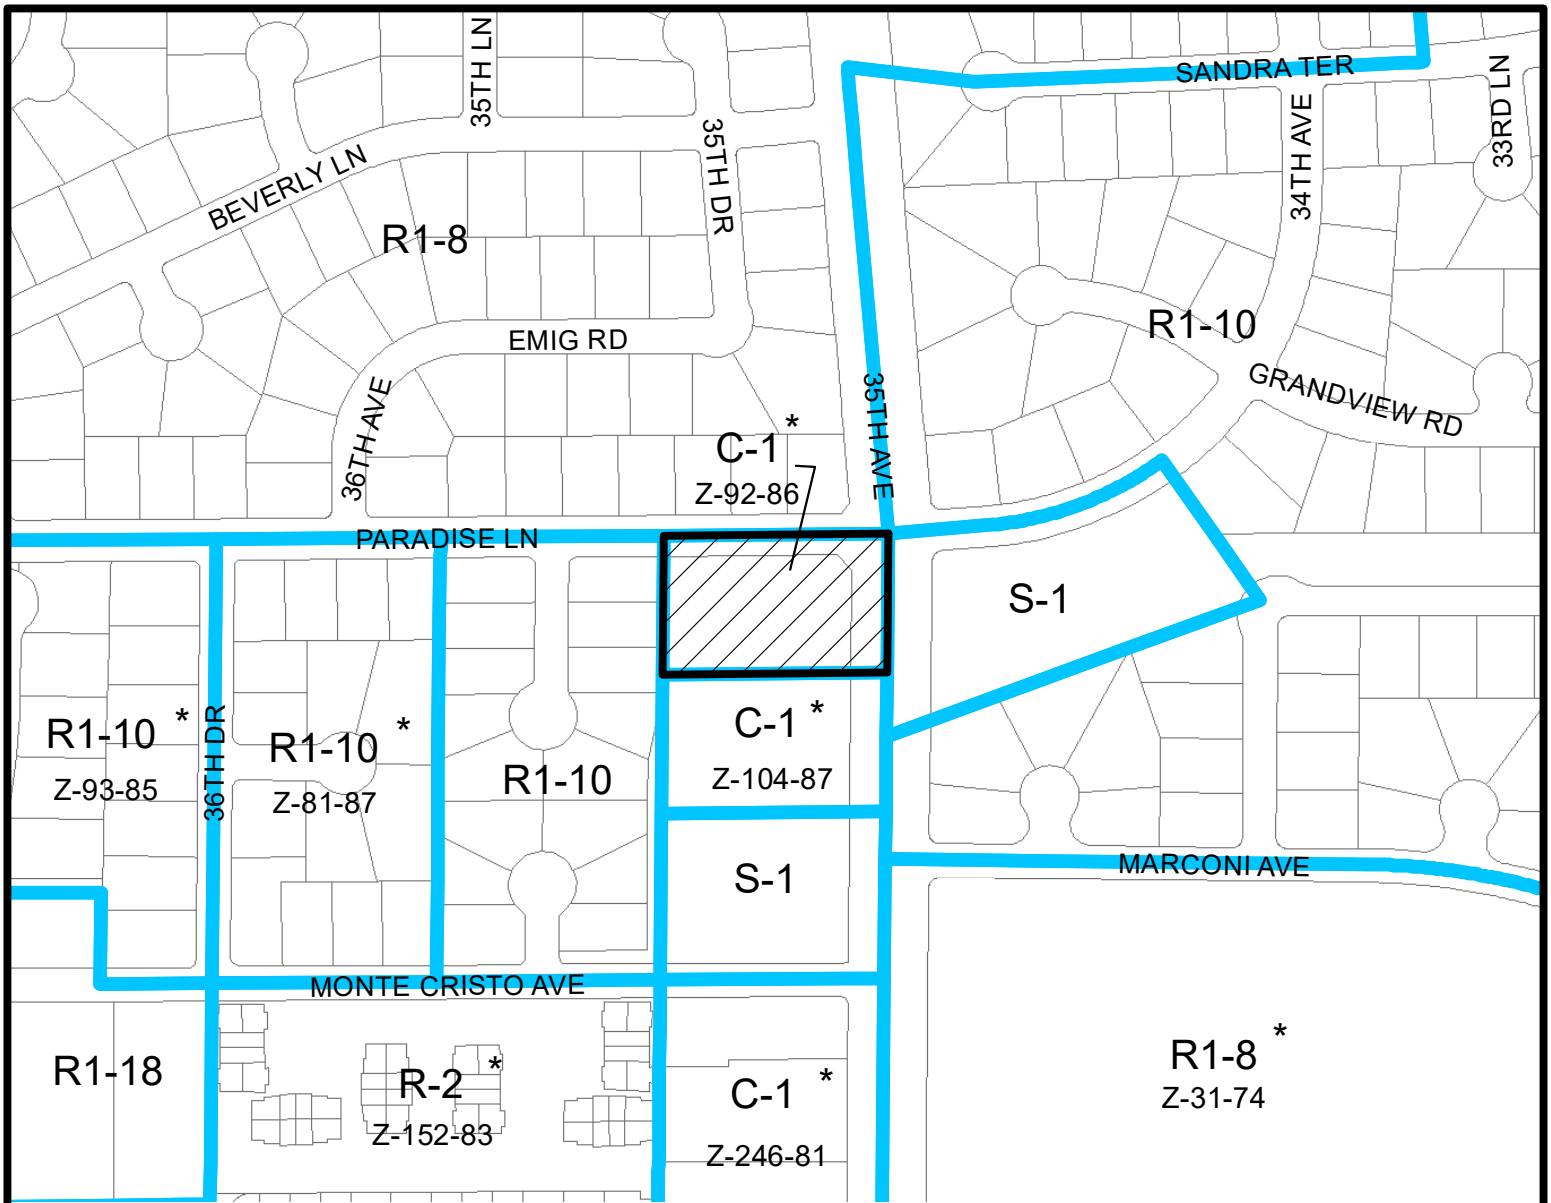 35TH LN
SANDRA TER
33RD LN
34TH AVE
35TH DR
BEVERLY LN
R1-8
R1-10
EMIG RD
GRANDVIEW RD
36TH AVE
35TH AVE
C-1 *
Z-92-86
PARADISE LN
S-1
R1-10 *
Z-93-85
36TH DR
R1-10 *
Z-81-87
R1-10
C-1 *
Z-104-87
S-1
MARCONI AVE
MONTE CRISTO AVE
R1-18
R-2 *
Z-152-83
C-1 *
Z-246-81
R1-8 *
Z-31-74